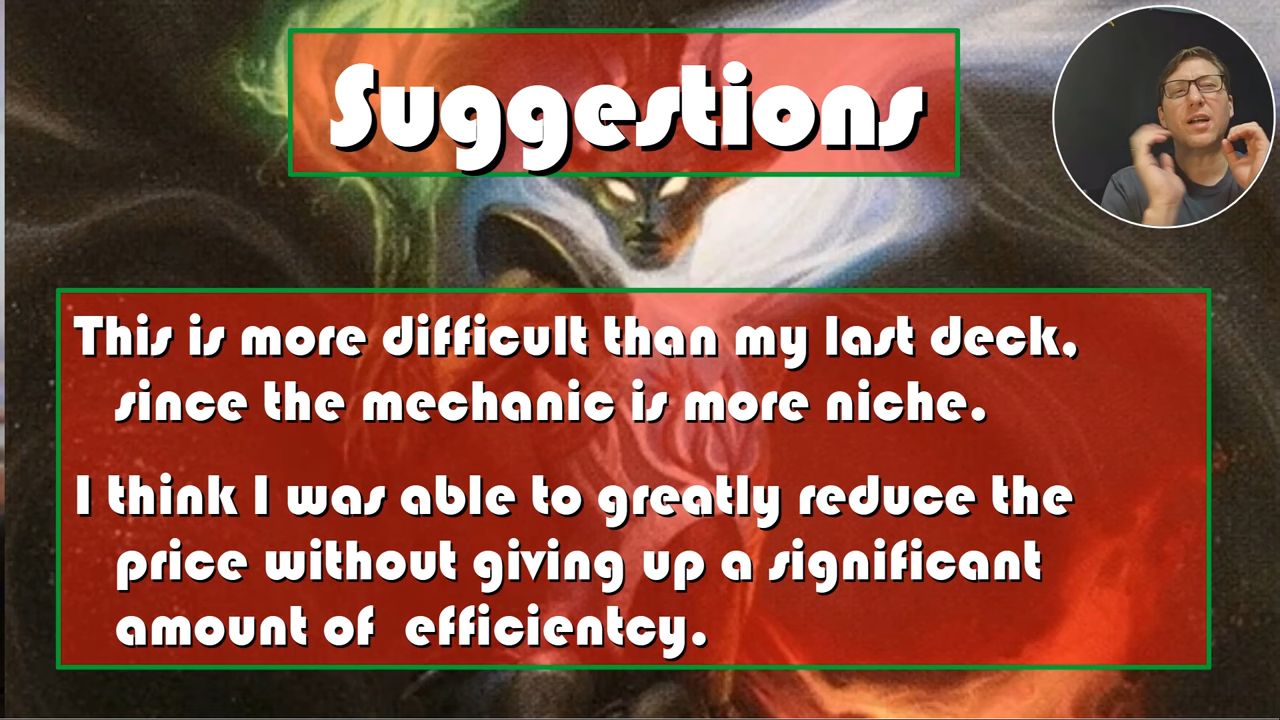 Suggestions
This is more difficult than my last deck,
since the mechanic is more niche.
I think I was able to greatly reduce the
price without giving up a significant
amount of efficientcy.